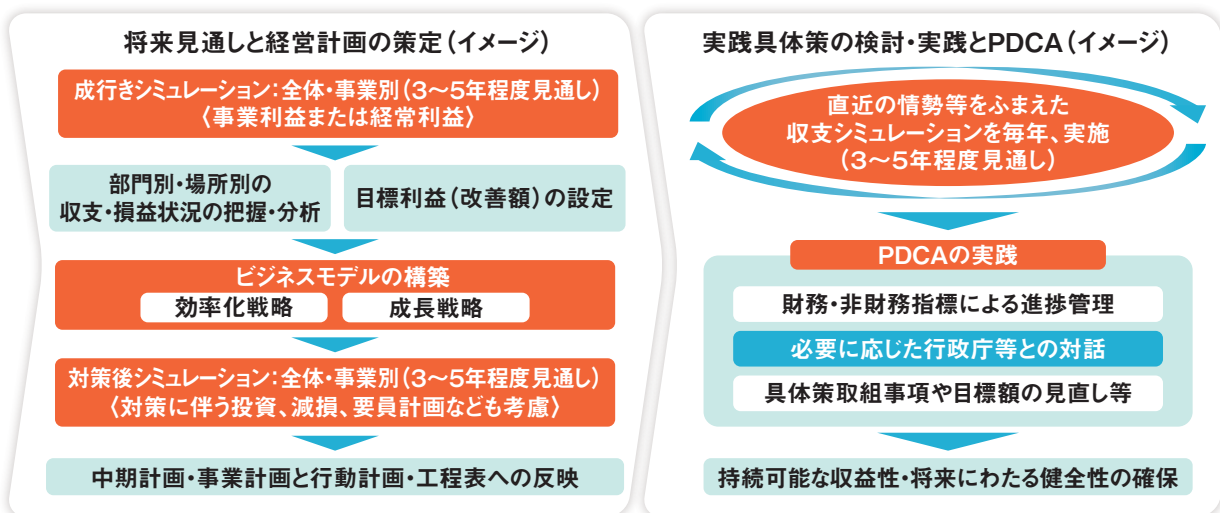 将来見通しと経営計画の策定（イメージ）
成行きシミュレーション：全体・事業別（3〜5年程度見通し）
〈事業利益または経常利益〉
部門別・場所別の
収支・損益状況の把握・分析
目標利益（改善額）の設定
ビジネスモデルの構築
効率化戦略
成長戦略
対策後シミュレーション：全体・事業別（3〜5年程度見通し）
〈対策に伴う投資、減損、要員計画なども考慮〉
中期計画・事業計画と行動計画・工程表への反映
実践具体策の検討・実践とPDCA（イメージ）
直近の情勢等をふまえた
収支シミュレーションを毎年、実施
（3〜5年程度見通し）
PDCAの実践
財務・非財務指標による進捗管理
必要に応じた行政庁等との対話
具体策取組事項や目標額の見直し等
持続可能な収益性・将来にわたる健全性の確保